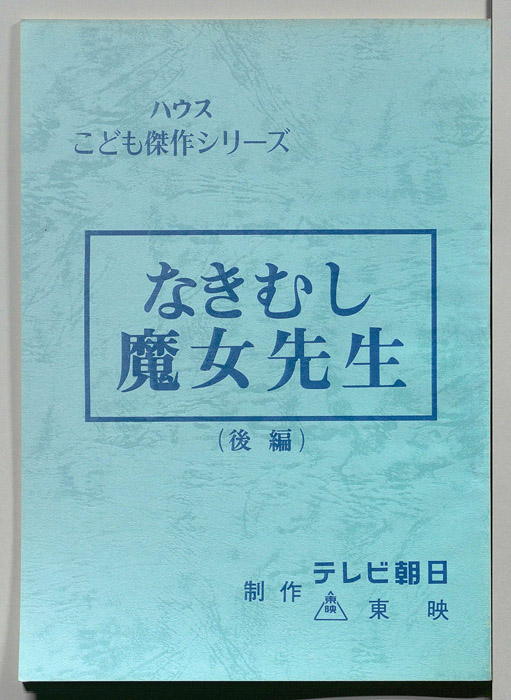 ハウス
こども傑作シリーズ
なきむし
魔女先生
(後編)
テレビ朝日
制作 東映 東映